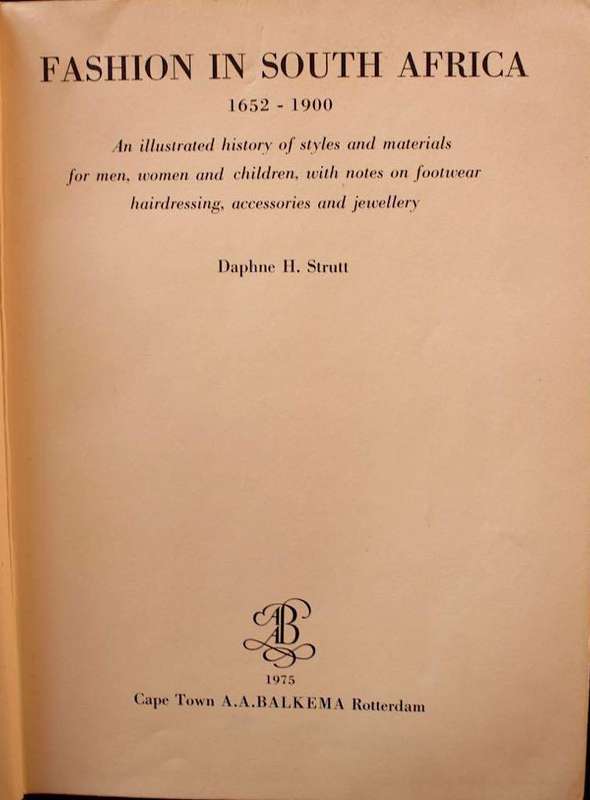 FASHION IN SOUTH AFRICA
1652 - 1900
An illustrated history of styles and materials
for men, women and children, with notes on footwear
hairdressing, accessories and jewellery
Daphne H. Strutt
AAB
1975
Cape Town A.A.BALKEMA Rotterdam